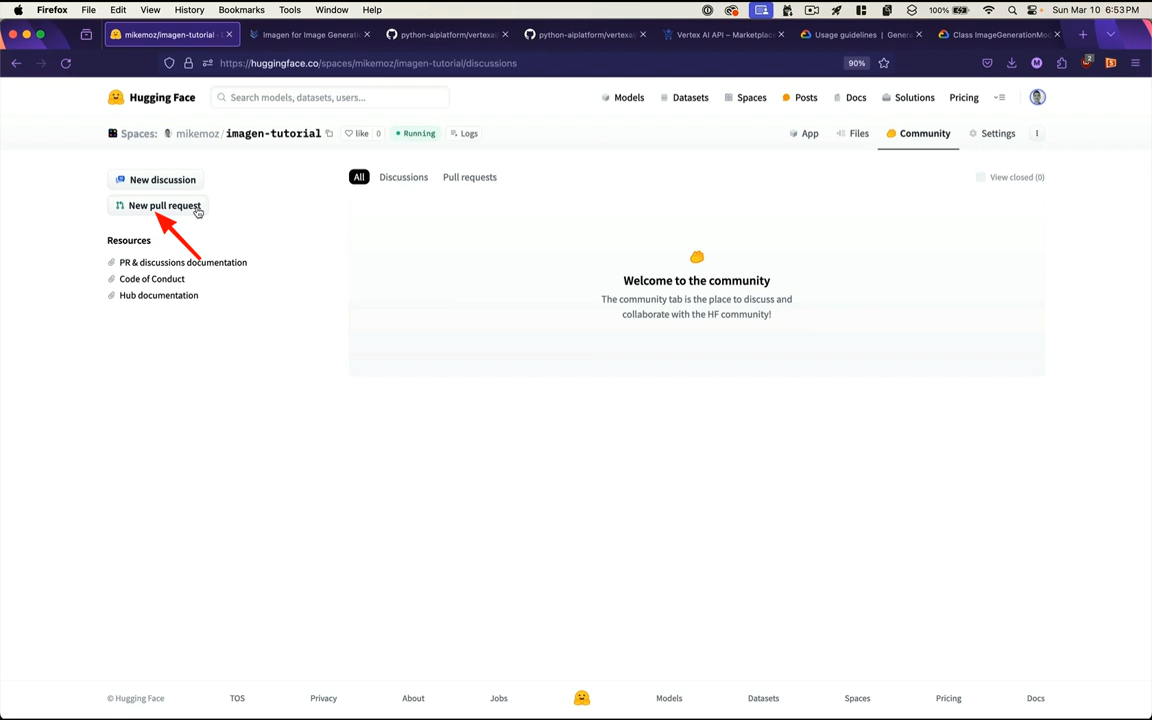 Firefox File Edit View History Bookmarks Tools Window Help 100% Sun Mar 10 6:53 PM
mikemoz/imagen-tutorial - Imagen for Image Generati python-aiplatform/vertexai python-aiplatform/vertexai Vertex AI API – Marketplac Usage guidelines | Genera Class ImageGenerationMod
https://huggingface.co/spaces/mikemoz/imagen-tutorial/discussions 90% 2
Hugging Face Search models, datasets, users... Models Datasets Spaces Posts Docs Solutions Pricing
Spaces: mikemoz/imagen-tutorial like 0 Running Logs App Files Community Settings
New discussion
New pull request
Resources
PR & discussions documentation
Code of Conduct
Hub documentation
All Discussions Pull requests View closed (0)
Welcome to the community
The community tab is the place to discuss and
collaborate with the HF community!
© Hugging Face TOS Privacy About Jobs Models Datasets Spaces Pricing Docs